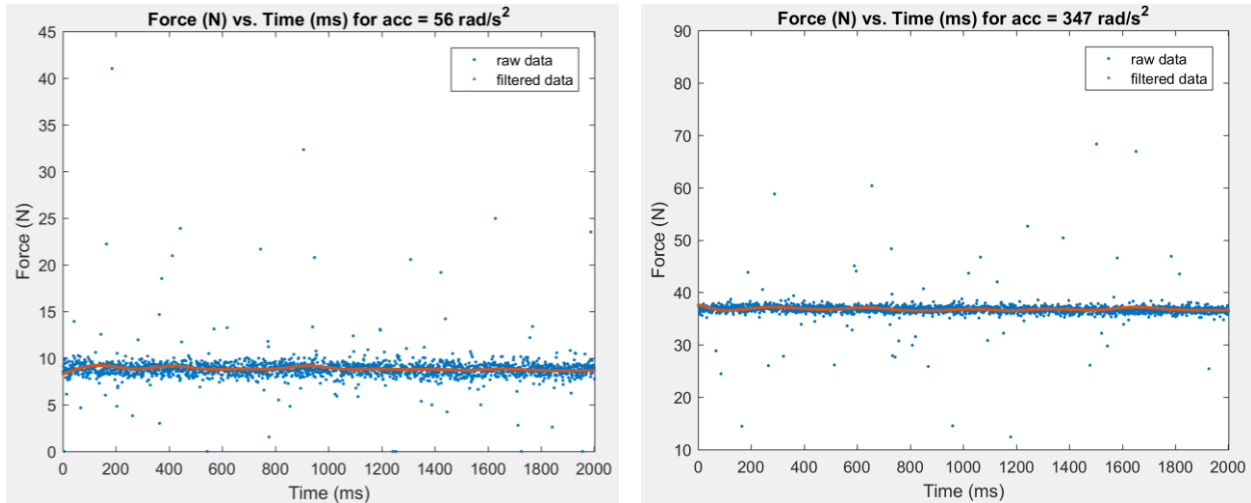 Force (N) vs. Time (ms) for acc = 56 rad/s²
45
40
35
30
25
20
15
10
5
0
Force (N)
raw data
filtered data
0 200 400 600 800 1000 1200 1400 1600 1800 2000
Time (ms)
Force (N) vs. Time (ms) for acc = 347 rad/s²
90
80
70
60
50
40
30
20
10
Force (N)
raw data
filtered data
0 200 400 600 800 1000 1200 1400 1600 1800 2000
Time (ms)